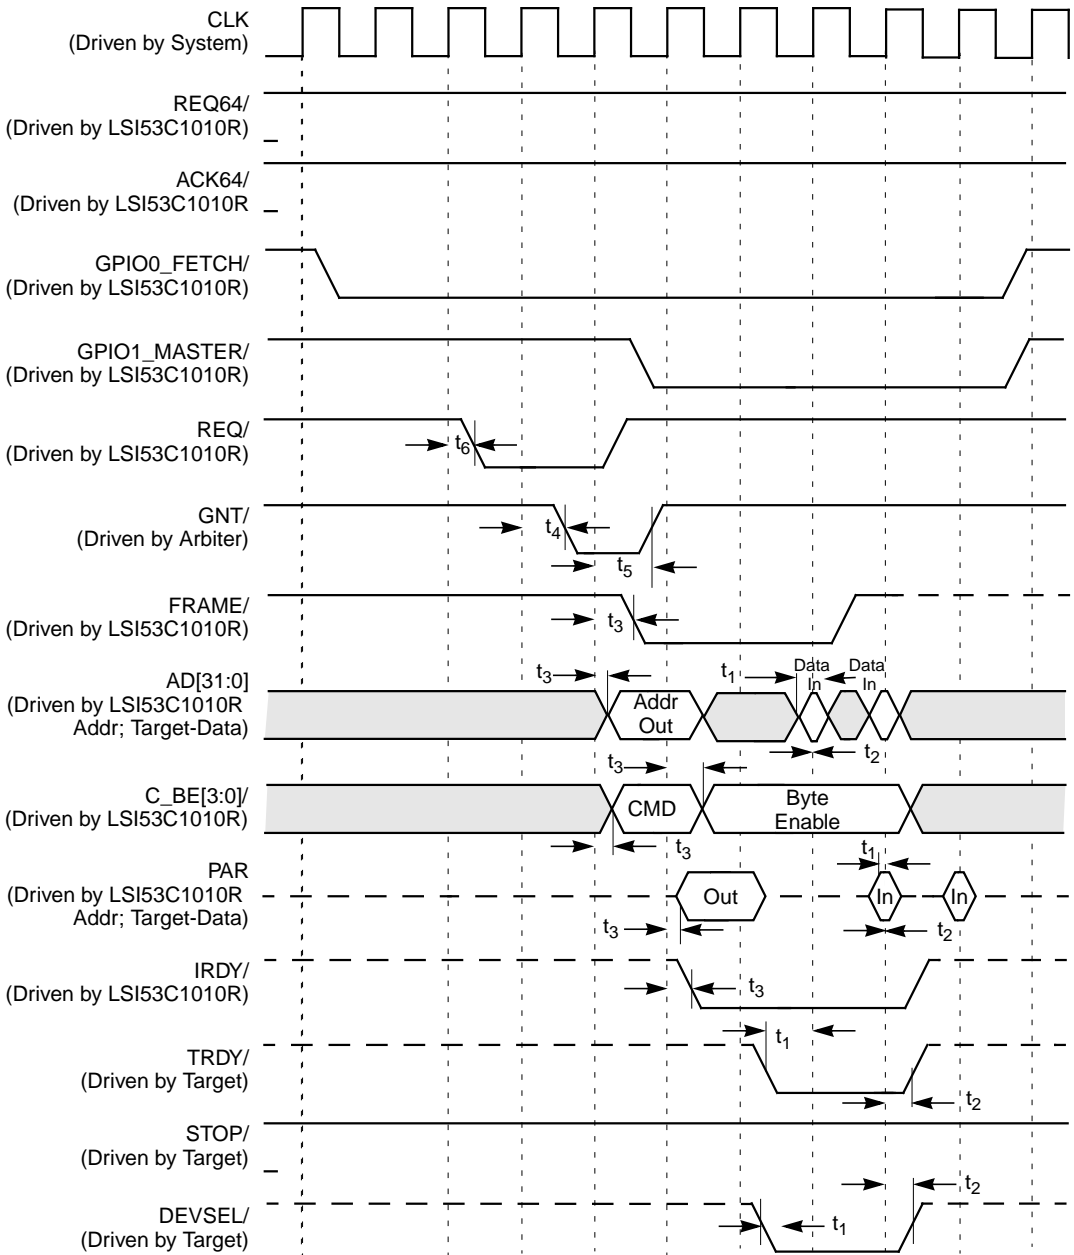 CLK
(Driven by System)
REQ64/
(Driven by LSI53C1010R)
ACK64/
(Driven by LSI53C1010R
GPIO0_FETCH/
(Driven by LSI53C1010R)
GPIO1_MASTER/
(Driven by LSI53C1010R)
REQ/
(Driven by LSI53C1010R)
t6
GNT/
(Driven by Arbiter)
t4
t5
FRAME/
(Driven by LSI53C1010R)
t3
AD[31:0]
(Driven by LSI53C1010R
Addr; Target-Data)
t3
t1
Data
In
Data
In
Addr
Out
t2
C_BE[3:0]/
(Driven by LSI53C1010R)
t3
CMD
Byte
Enable
t3
PAR
(Driven by LSI53C1010R
Addr; Target-Data)
t1
Out
In
In
t3
t2
IRDY/
(Driven by LSI53C1010R)
t3
TRDY/
(Driven by Target)
t1
t2
STOP/
(Driven by Target)
DEVSEL/
(Driven by Target)
t2
t1